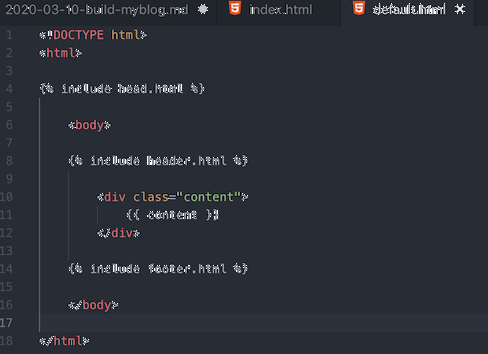 2020-03-10-build-myblog.md index.html default.html
1 <!DOCTYPE html>
2 <html>
3
4 {% include head.html %}
5
6 <body>
7
8 {% include header.html %}
9
10 <div class="content">
11 {{ content }}
12 </div>
13
14 {% include footer.html %}
15
16 </body>
17
18 </html>